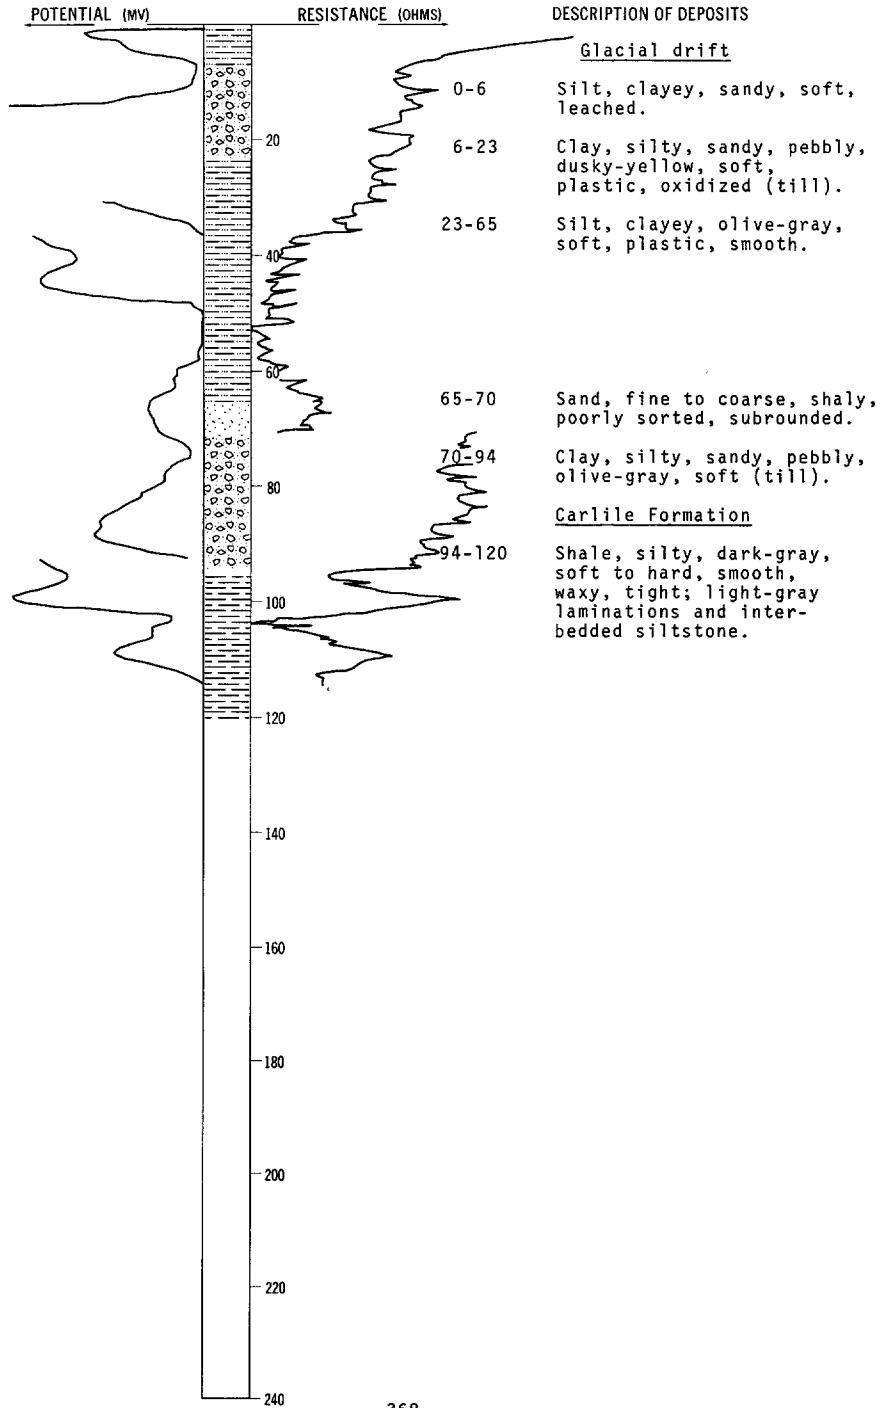 POTENTIAL (MV) RESISTANCE (OHMS) DESCRIPTION OF DEPOSITS
Glacial drift
0-6 Silt, clayey, sandy, soft,
leached.
20
6-23 Clay, silty, sandy, pebbly,
dusky-yellow, soft,
plastic, oxidized (till).
23-65 Silt, clayey, olive-gray,
soft, plastic, smooth.
40
60
65-70 Sand, fine to coarse, shaly,
poorly sorted, subrounded.
70-94 Clay, silty, sandy, pebbly,
olive-gray, soft (till).
80
Carlile Formation
94-120 Shale, silty, dark-gray,
soft to hard, smooth,
waxy, tight; light-gray
laminations and inter-
bedded siltstone.
100
120
140
160
180
200
220
240